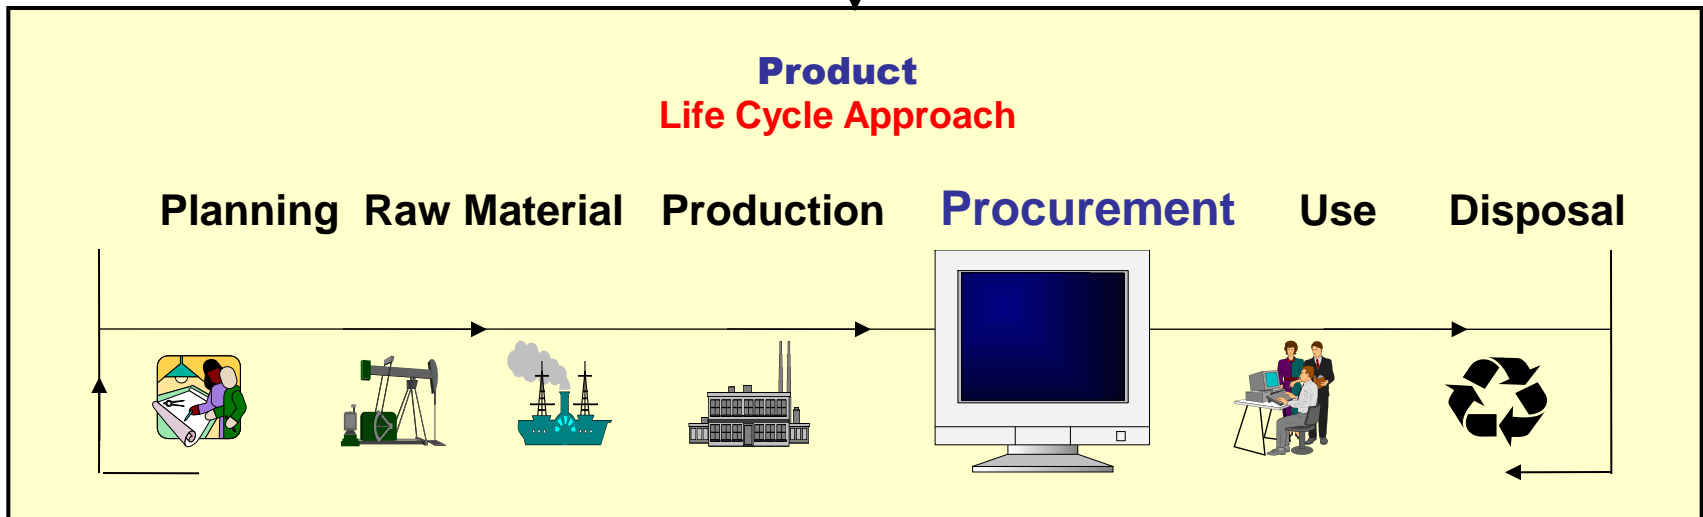 Product
Life Cycle Approach
Planning Raw Material Production Procurement Use Disposal